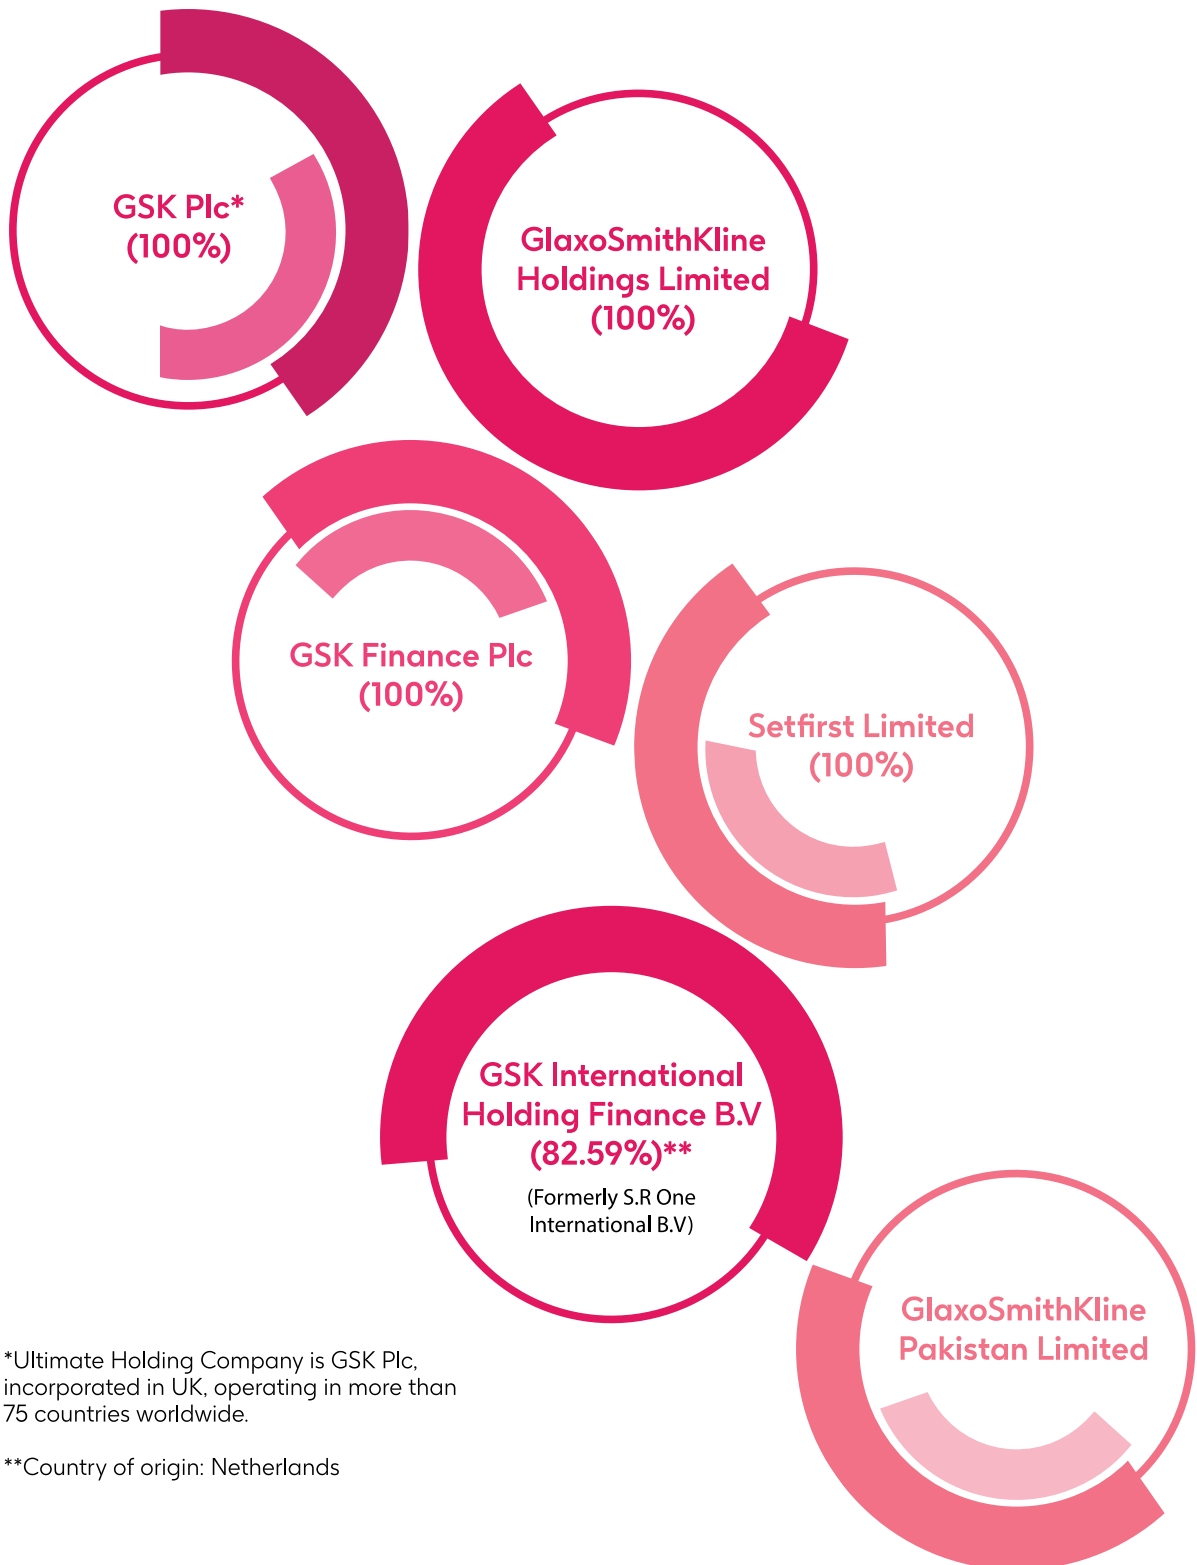 GSK Plc*
(100%)
GlaxoSmithKline
Holdings Limited
(100%)
GSK Finance Plc
(100%)
Setfirst Limited
(100%)
GSK International
Holding Finance B.V
(82.59%)**
(Formerly S.R One
International B.V)
GlaxoSmithKline
Pakistan Limited
*Ultimate Holding Company is GSK Plc,
incorporated in UK, operating in more than
75 countries worldwide.
**Country of origin: Netherlands